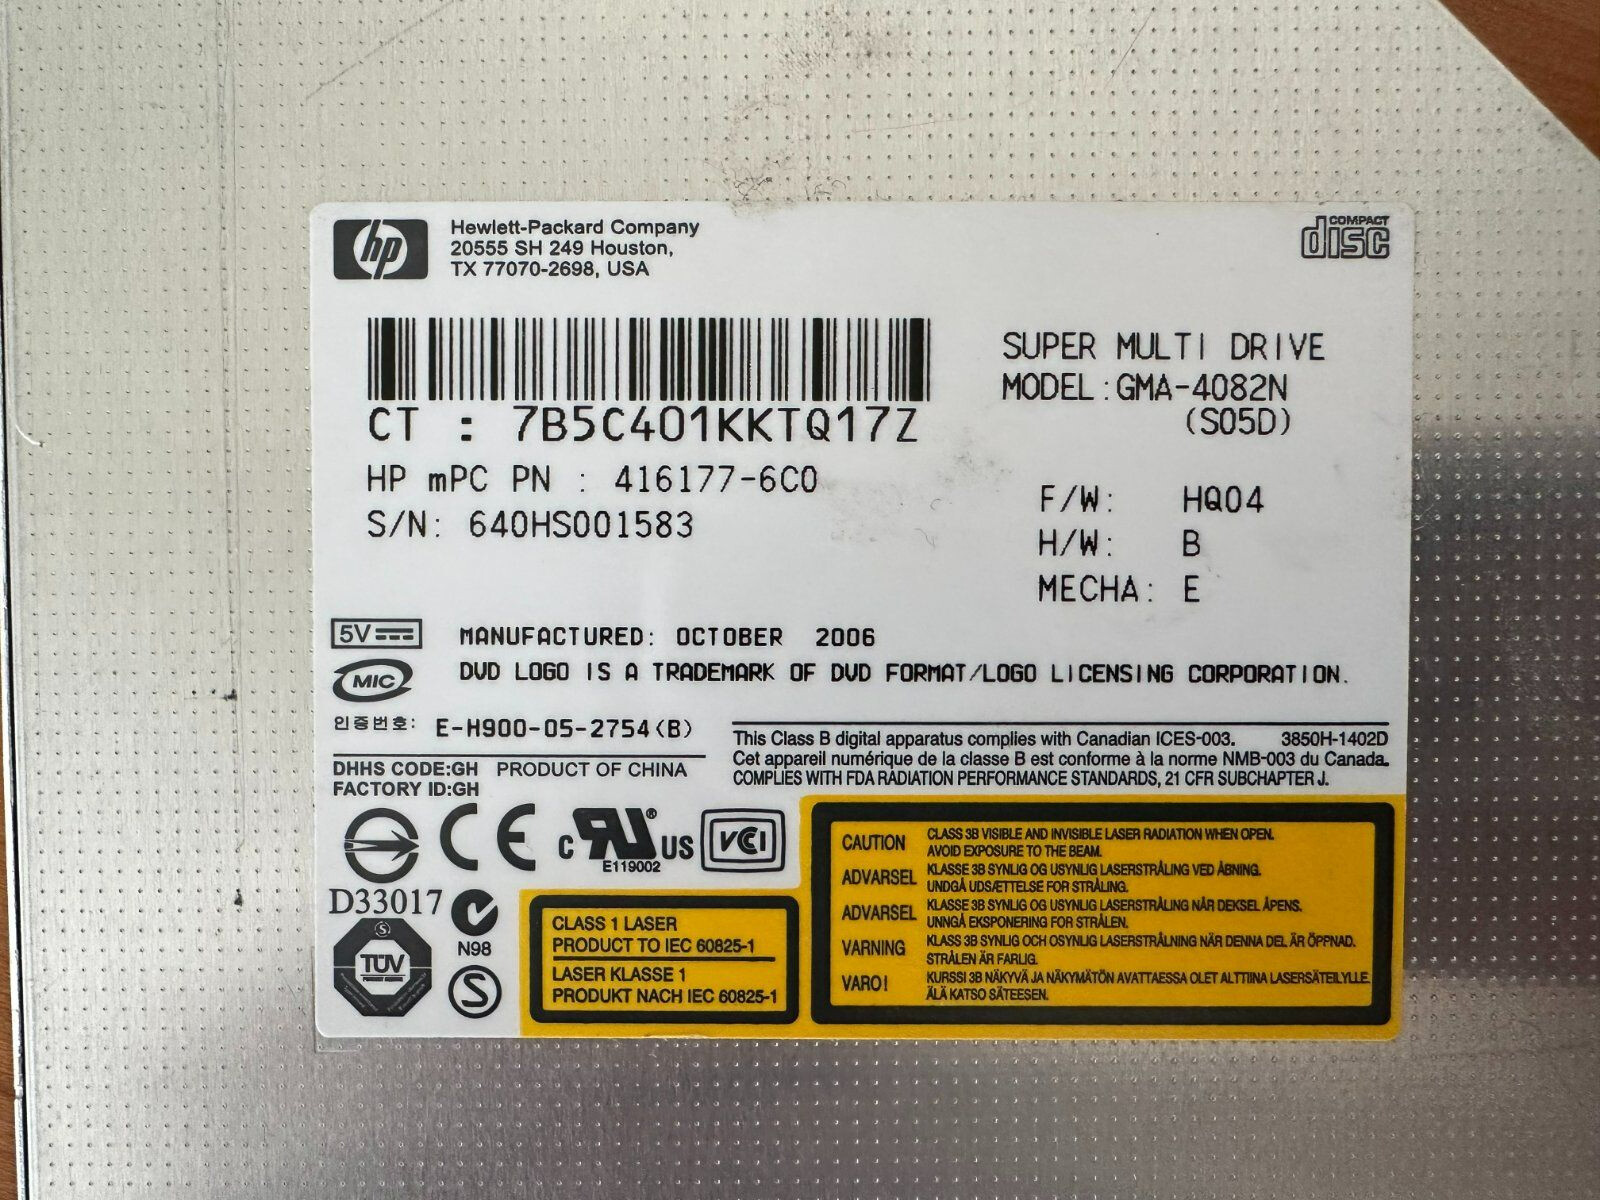 hp
Hewlett-Packard Company
20555 SH 249 Houston,
TX 77070-2698, USA
COMPACT
disc
CT : 7B5C401KKTQ17Z
HP mPC PN : 416177-6C0
S/N: 640HS001583
SUPER MULTI DRIVE
MODEL:GMA-4082N
(S05D)
F/W: HQ04
H/W: B
MECHA: E
5V
MANUFACTURED: OCTOBER 2006
MIC
DVD LOGO IS A TRADEMARK OF DVD FORMAT/LOGO LICENSING CORPORATION.
인증번호: E-H900-05-2754(B)
This Class B digital apparatus complies with Canadian ICES-003. 3850H-1402D
Cet appareil numérique de la classe B est conforme à la norme NMB-003 du Canada.
COMPLIES WITH FDA RADIATION PERFORMANCE STANDARDS, 21 CFR SUBCHAPTER J.
DHHS CODE:GH PRODUCT OF CHINA
FACTORY ID:GH
CE
c RU® US
E119002
VCI
D33017
N98
S
TÜV
S
CLASS 1 LASER
PRODUCT TO IEC 60825-1
LASER KLASSE 1
PRODUKT NACH IEC 60825-1
CAUTION CLASS 3B VISIBLE AND INVISIBLE LASER RADIATION WHEN OPEN.
AVOID EXPOSURE TO THE BEAM.
ADVARSEL KLASSE 3B SYNLIG OG USYNLIG LASERSTRÅLING VED ÅBNING.
UNDGÅ UDSÆTTELSE FOR STRÅLING.
ADVARSEL KLASSE 3B SYNLIG OG USYNLIG LASERSTRÅLING NÅR DEKSEL ÅPENS.
UNNGÅ EKSPONERING FOR STRÅLEN.
VARNING KLASS 3B SYNLIG OCH OSYNLIG LASERSTRÅLNING NÄR DENNA DEL ÄR ÖPPNAD.
STRÅLEN ÄR FARLIG.
VARO! KURSSI 3B NÄKYVÄ JA NÄKYMÄTÖN AVATTAESSA OLET ALTTIINA LASERSÄTEILYLLE.
ÄLÄ KATSO SÄTEESEN.